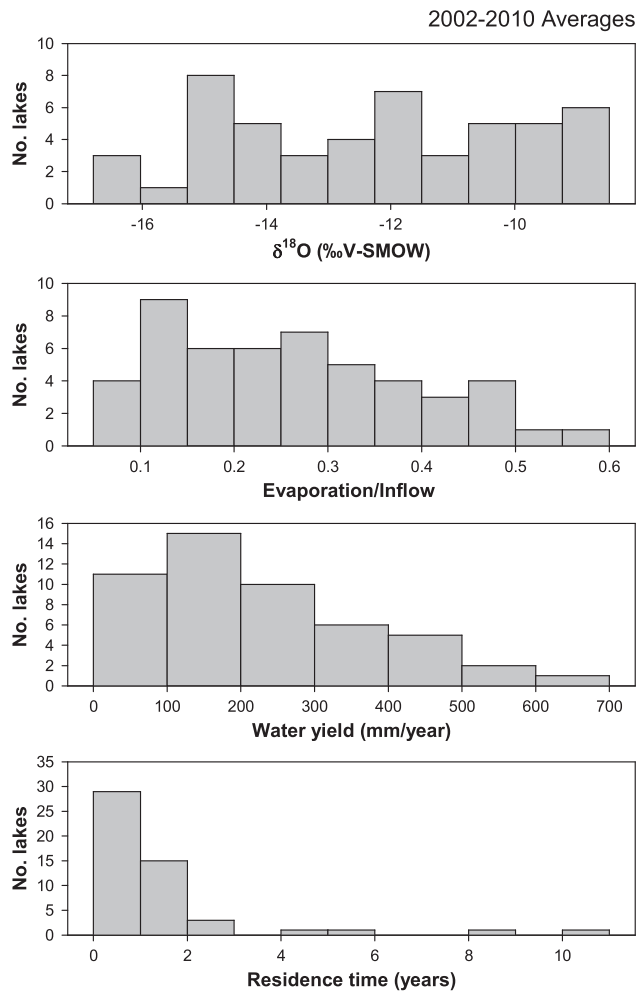 2002-2010 Averages
10
8
6
4
2
0
No. lakes
-16 -14 -12 -10
δ18O (‰V-SMOW)
10
8
6
4
2
0
No. lakes
0.1 0.2 0.3 0.4 0.5 0.6
Evaporation/Inflow
16
14
12
10
8
6
4
2
0
No. lakes
0 100 200 300 400 500 600 700
Water yield (mm/year)
35
30
25
20
15
10
5
0
No. lakes
0 2 4 6 8 10
Residence time (years)